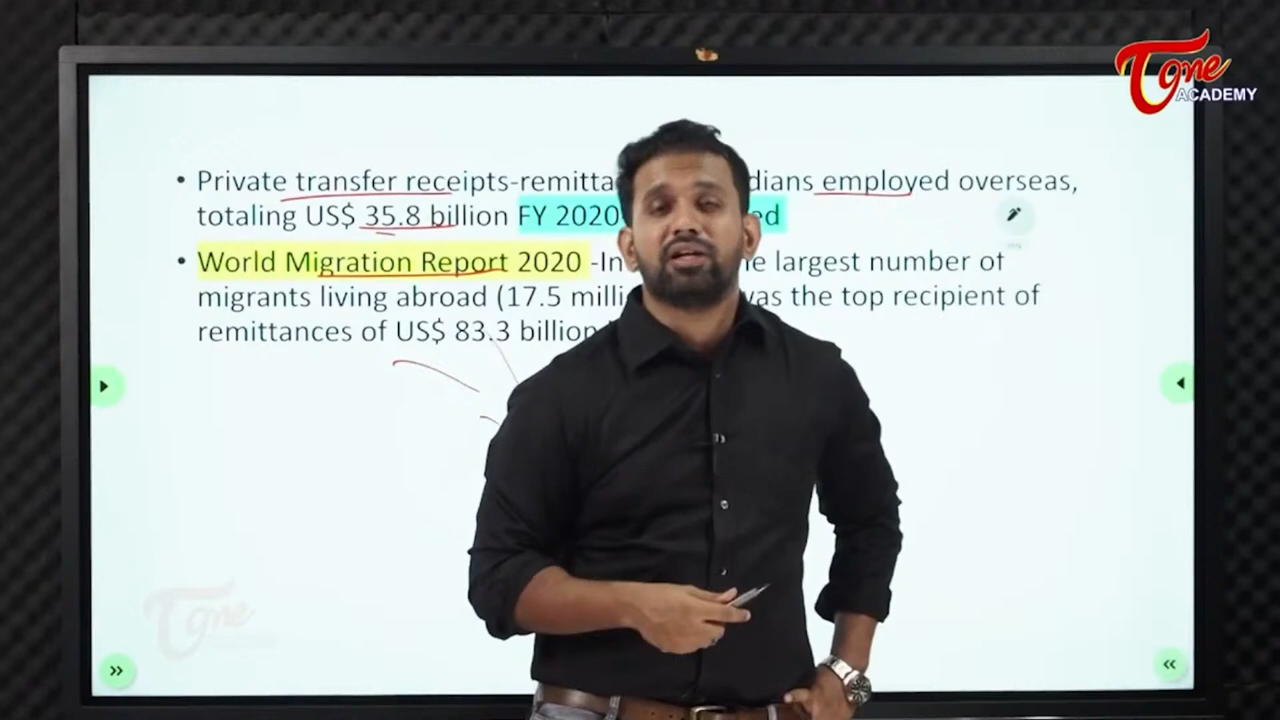 Tone
ACADEMY
• Private transfer receipts-remitta dians employed overseas,
totaling US$ 35.8 billion FY 2020 ed
• World Migration Report 2020 -In e largest number of
migrants living abroad (17.5 milli was the top recipient of
remittances of US$ 83.3 billion
Tone